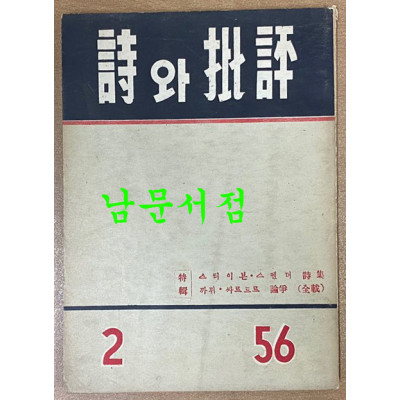 詩와批評
남문서점
特輯
스티이븐·스펜더 詩集
까뮈·싸르트르 論爭 (全載)
2 56